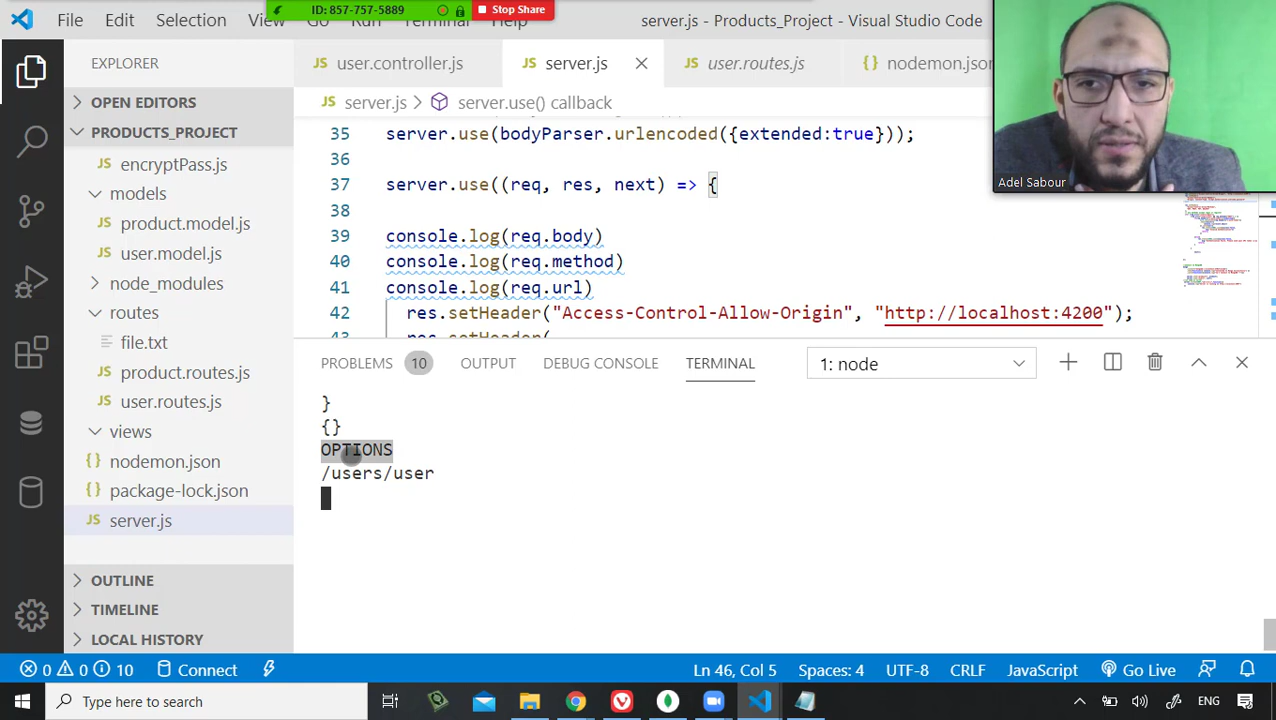 File Edit Selection View Go Run Terminal Help
ID: 857-757-5889
Stop Share
server.js - Products_Project - Visual Studio Code
EXPLORER
OPEN EDITORS
PRODUCTS_PROJECT
JS encryptPass.js
models
JS product.model.js
JS user.model.js
node_modules
routes
file.txt
JS product.routes.js
JS user.routes.js
views
{} nodemon.json
{} package-lock.json
JS server.js
OUTLINE
TIMELINE
LOCAL HISTORY
JS user.controller.js
JS server.js
JS user.routes.js
{} nodemon.json
JS server.js > server.use() callback
35 server.use(bodyParser.urlencoded({extended:true}));
36
37 server.use((req, res, next) => {
38
39 console.log(req.body)
40 console.log(req.method)
41 console.log(req.url)
42 res.setHeader("Access-Control-Allow-Origin", "http://localhost:4200");
Adel Sabour
PROBLEMS 10 OUTPUT DEBUG CONSOLE TERMINAL
1: node
}
{}
OPTIONS
/users/user
0 0 10 Connect
Ln 46, Col 5 Spaces: 4 UTF-8 CRLF JavaScript Go Live
Type here to search
ENG